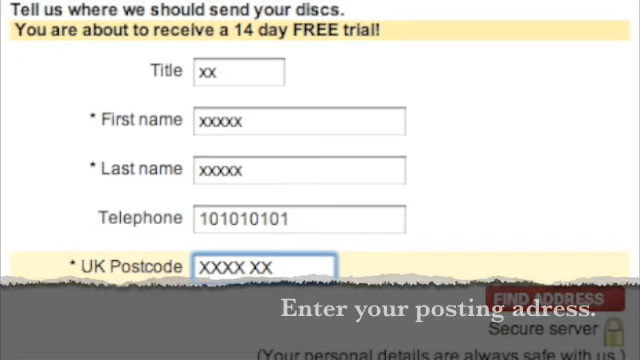 Tell us where we should send your discs.
You are about to receive a 14 day FREE trial!
Title xx
* First name xxxxx
* Last name xxxxx
Telephone 101010101
* UK Postcode XXXX XX
FIND ADDRESS
Enter your posting adress.
Secure server
(Your personal details are always safe with us.)